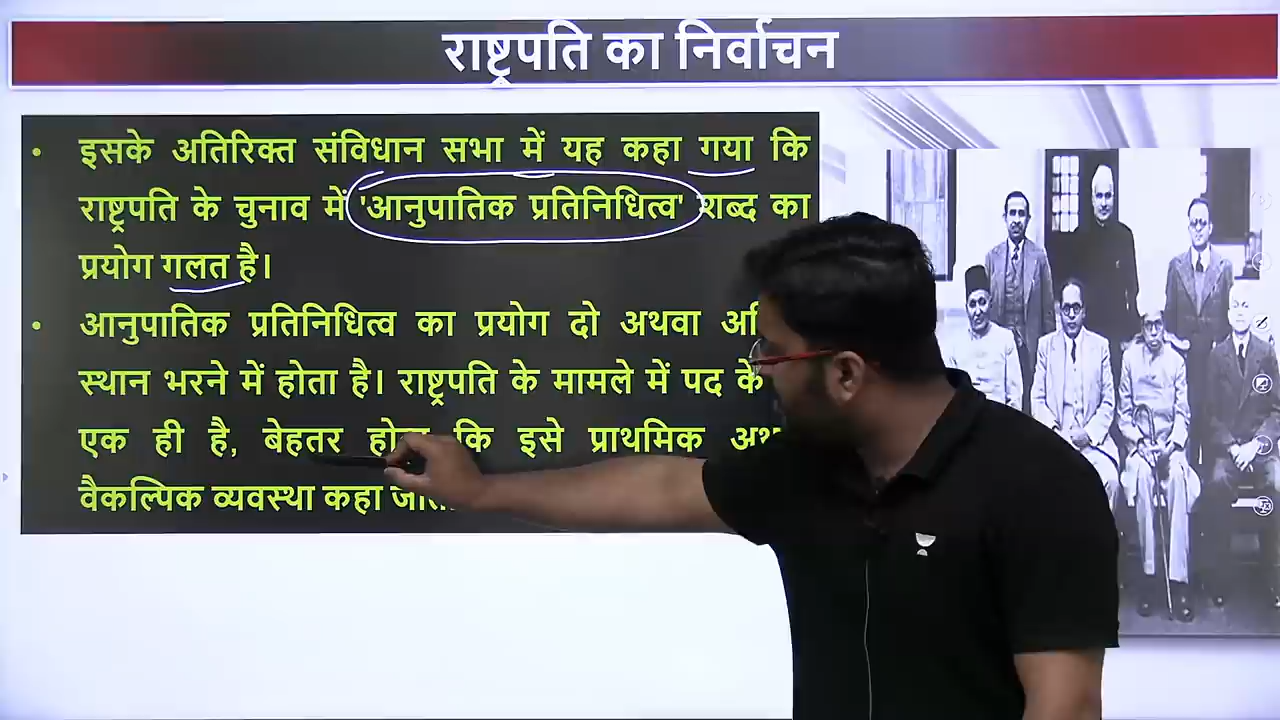 राष्ट्रपति का निर्वाचन
• इसके अतिरिक्त संविधान सभा में यह कहा गया कि
राष्ट्रपति के चुनाव में 'आनुपातिक प्रतिनिधित्व' शब्द का
प्रयोग गलत है।
• आनुपातिक प्रतिनिधित्व का प्रयोग दो अथवा
स्थान भरने में होता है। राष्ट्रपति के मामले में पद के
एक ही है, बेहतर कि इसे प्राथमिक
वैकल्पिक व्यवस्था कहा